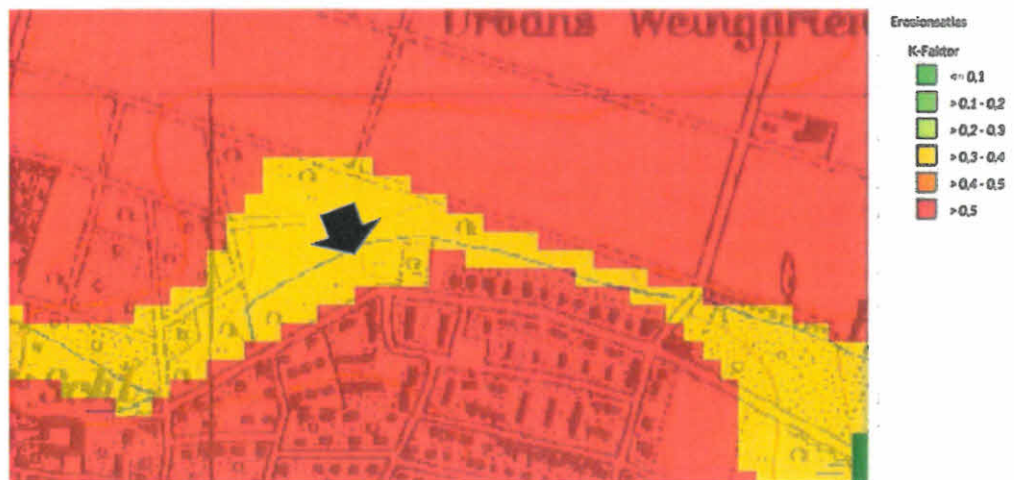 Urbans Weingarten
Erosionsatlas
K-Faktor
<= 0,1
> 0,1 - 0,2
> 0,2 - 0,3
> 0,3 - 0,4
> 0,4 - 0,5
> 0,5